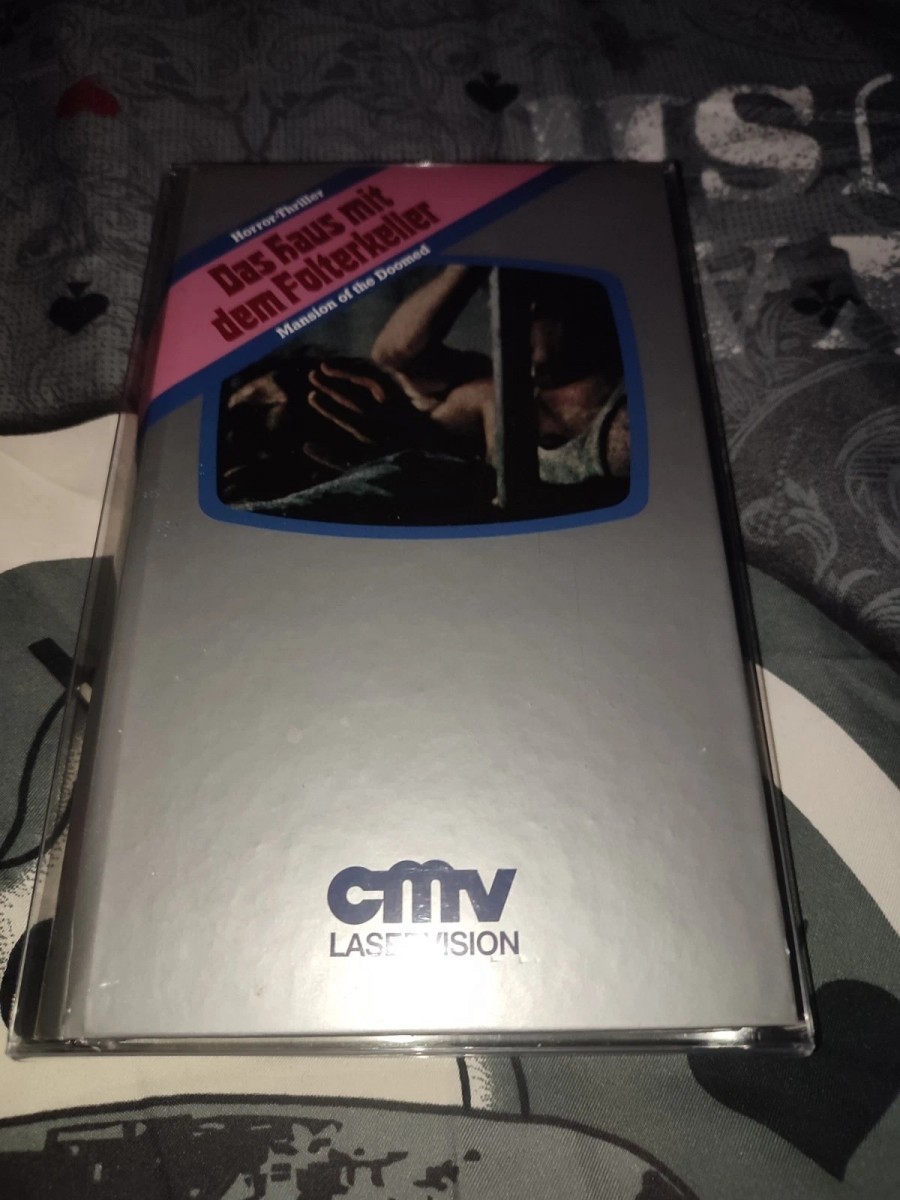 Horror-Thriller
Das Haus mit
dem Folterkeller
Mansion of the Doomed
cmv
LASERVISION